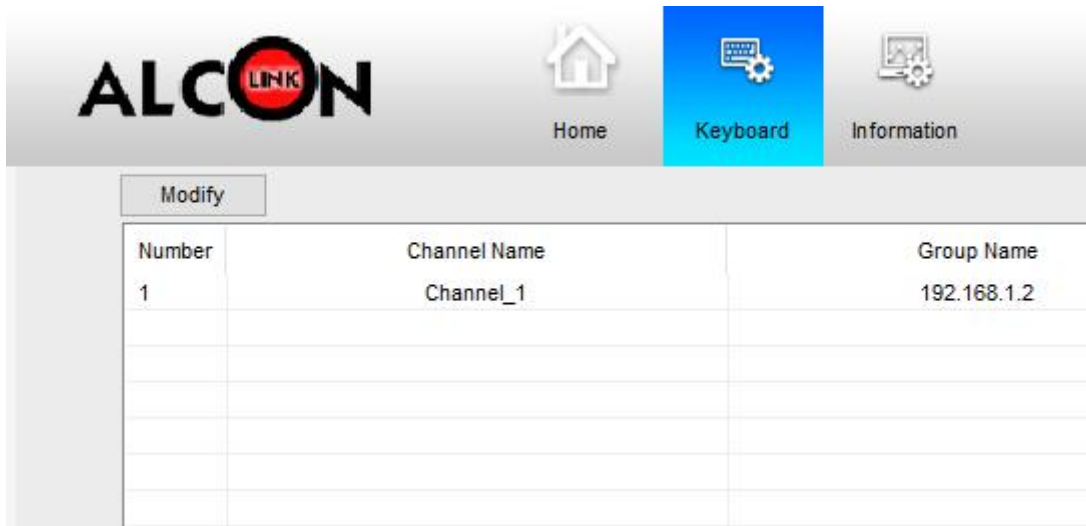 ALCON
LINK
Home
Keyboard
Information
Modify
Number Channel Name Group Name
1 Channel_1 192.168.1.2